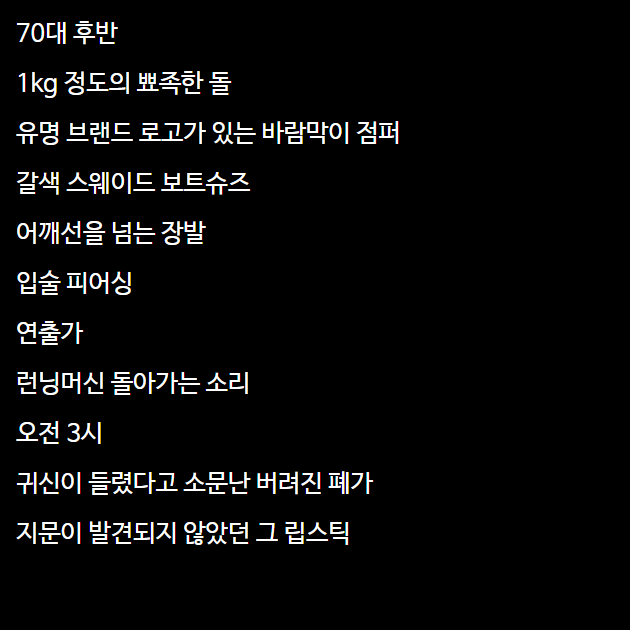 70대 후반
1kg 정도의 뾰족한 돌
유명 브랜드 로고가 있는 바람막이 점퍼
갈색 스웨이드 보트슈즈
어깨선을 넘는 장발
입술 피어싱
연출가
런닝머신 돌아가는 소리
오전 3시
귀신이 들렸다고 소문난 버려진 폐가
지문이 발견되지 않았던 그 립스틱